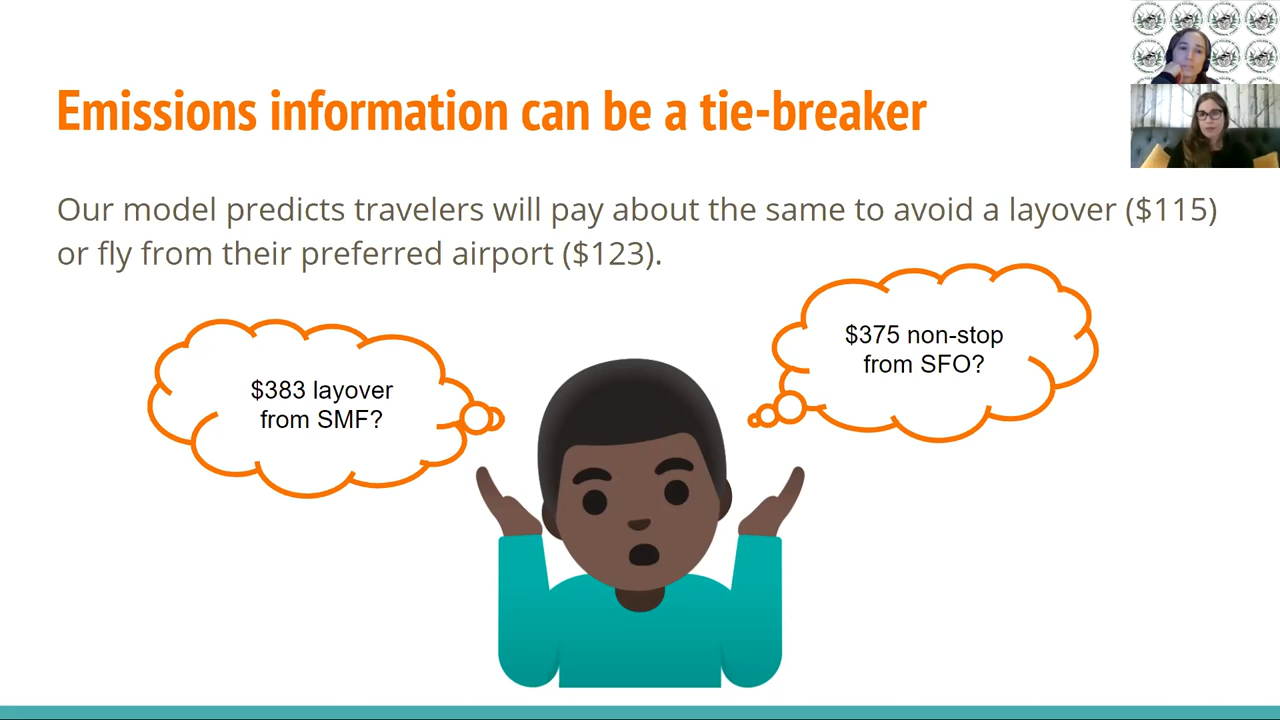 Emissions information can be a tie-breaker
Our model predicts travelers will pay about the same to avoid a layover ($115)
or fly from their preferred airport ($123).
$383 layover
from SMF?
$375 non-stop
from SFO?